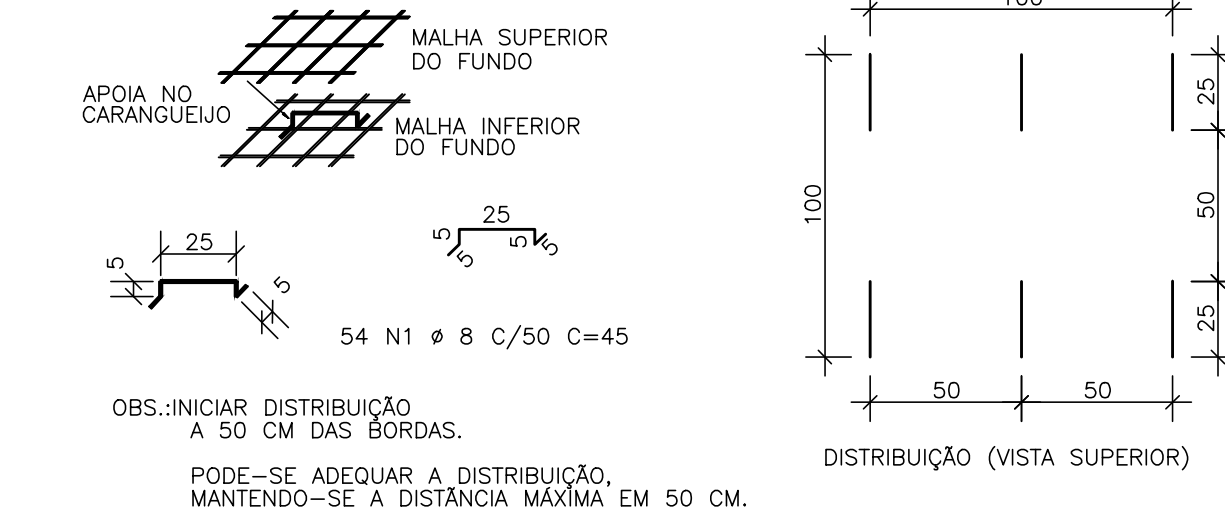 MALHA SUPERIOR
DO FUNDO
APOIA NO
CARANGUEIJO
MALHA INFERIOR
DO FUNDO
25
5
5
25
5
5
5
5
54 N1 ø 8 C/50 C=45
OBS.:INICIAR DISTRIBUIÇÃO
A 50 CM DAS BORDAS.
PODE-SE ADEQUAR A DISTRIBUIÇÃO,
MANTENDO-SE A DISTÃNCIA MÁXIMA EM 50 CM.
100
100
25
50
25
50
50
DISTRIBUIÇÃO (VISTA SUPERIOR)